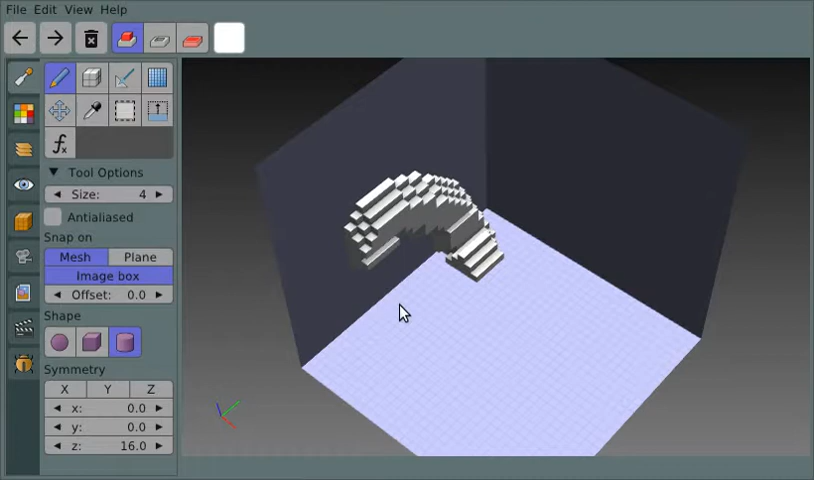 File Edit View Help
Tool Options
Size: 4
Antialiased
Snap on
Mesh Plane
Image box
Offset: 0.0
Shape
Symmetry
X Y Z
x: 0.0
y: 0.0
z: 16.0